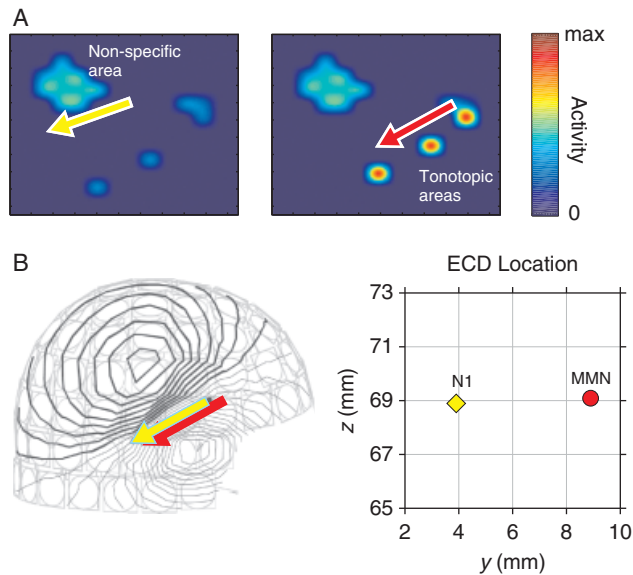 A
Non-specific
area
Tonotopic
areas
max
Activity
0
B
ECD Location
73
71
69
67
65
z (mm)
N1
MMN
2
4
6
8
10
y (mm)